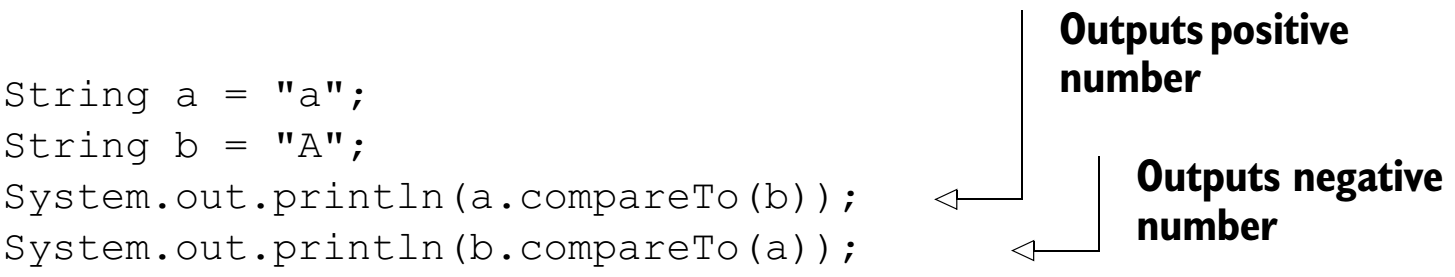 Outputs positive
number
String a = "a";
String b = "A";
System.out.println(a.compareTo(b));
System.out.println(b.compareTo(a));
Outputs negative
number